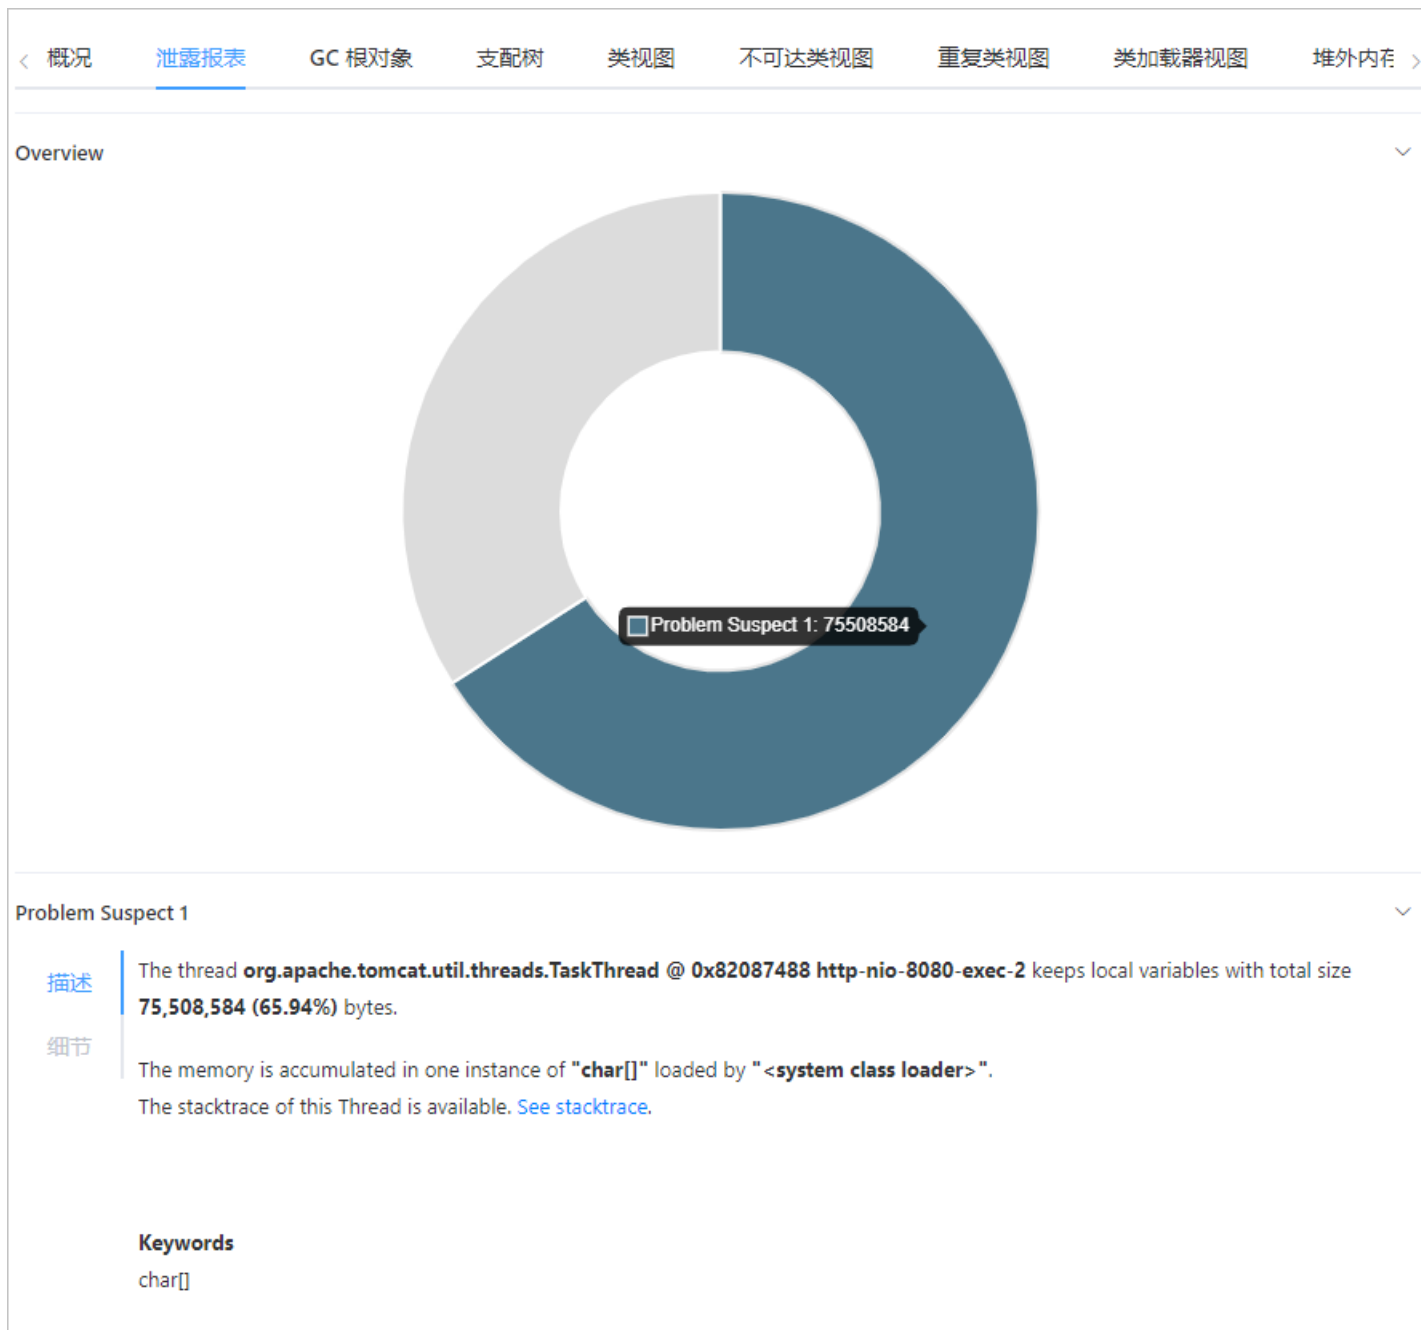 概况 泄露报表 GC 根对象 支配树 类视图 不可达类视图 重复类视图 类加载器视图 堆外内存
Overview
Problem Suspect 1: 75508584
Problem Suspect 1
描述
The thread org.apache.tomcat.util.threads.TaskThread @ 0x82087488 http-nio-8080-exec-2 keeps local variables with total size
75,508,584 (65.94%) bytes.
细节
The memory is accumulated in one instance of "char[]" loaded by "<system class loader>".
The stacktrace of this Thread is available. See stacktrace.
Keywords
char[]